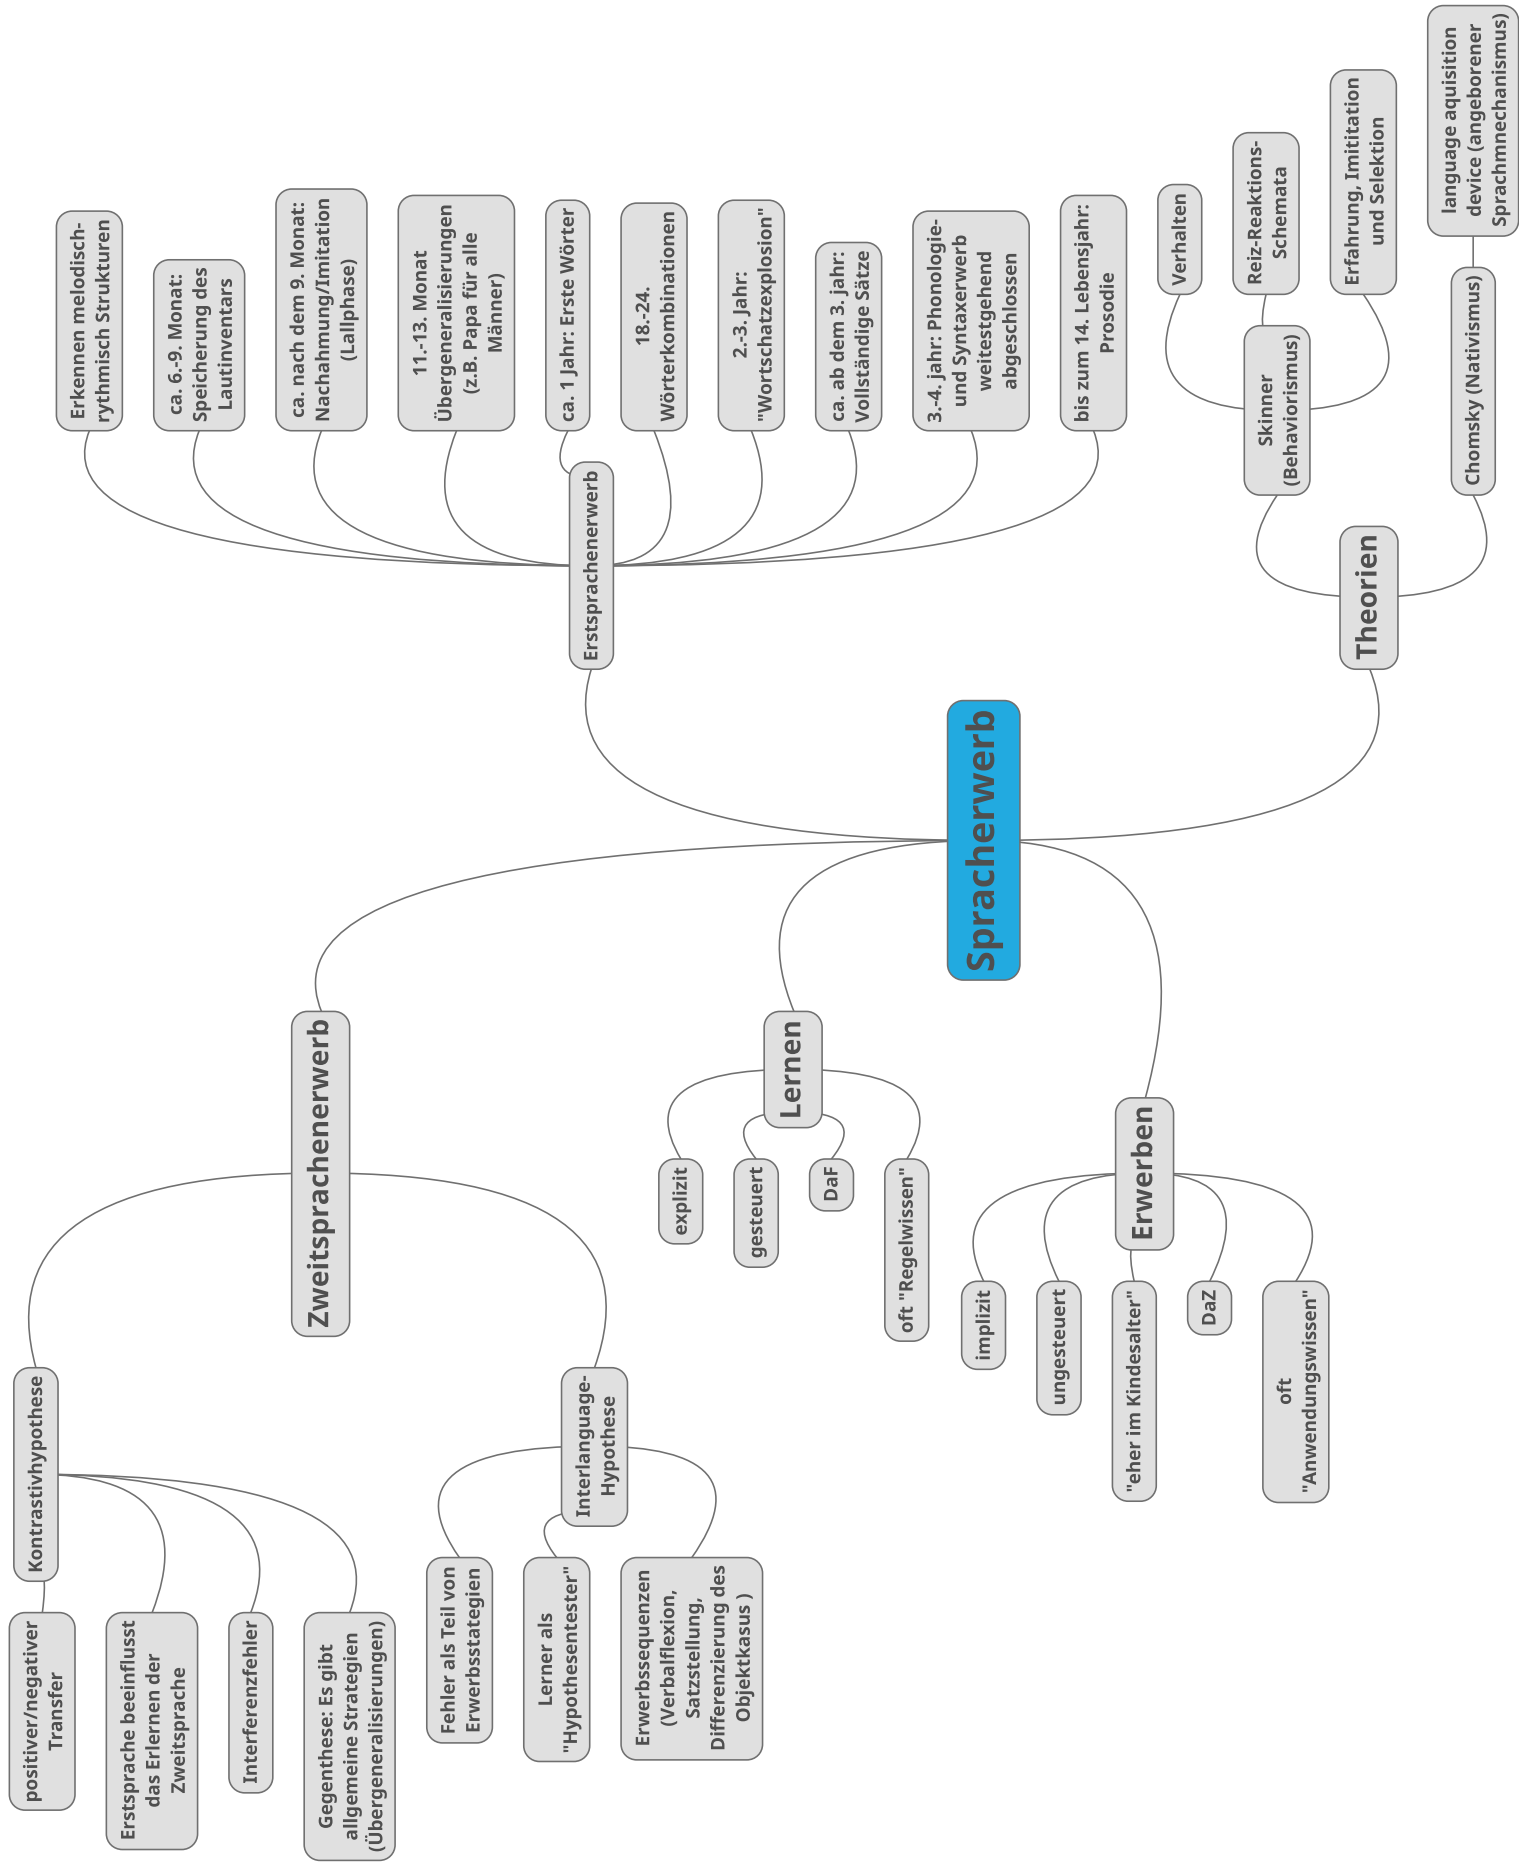 Spracherwerb
Erstsprachenerwerb
Erkennen melodisch-
rythmisch Strukturen
ca. 6.-9. Monat:
Speicherung des
Lautinventars
ca. nach dem 9. Monat:
Nachahmung/Imitation
(Lallphase)
11.-13. Monat
Übergeneralisierungen
(z.B. Papa für alle
Männer)
ca. 1 Jahr: Erste Wörter
18.-24.
Wörterkombinationen
2.-3. Jahr:
"Wortschatzexplosion"
ca. ab dem 3. jahr:
Vollständige Sätze
3.-4. jahr: Phonologie-
und Syntaxerwerb
weitestgehend
abgeschlossen
bis zum 14. Lebensjahr:
Prosodie
Theorien
Skinner
(Behaviorismus)
Verhalten
Reiz-Reaktions-
Schemata
Erfahrung, Imititation
und Selektion
Chomsky (Nativismus)
language aquisition
device (angeborener
Sprachmnechanismus)
Zweitsprachenerwerb
Kontrastivhypothese
positiver/negativer
Transfer
Erstsprache beeinflusst
das Erlernen der
Zweitsprache
Interferenzfehler
Gegenthese: Es gibt
allgemeine Strategien
(Übergeneralisierungen)
Interlanguage-
Hypothese
Fehler als Teil von
Erwerbsstategien
Lerner als
"Hypothesentester"
Erwerbssequenzen
(Verbalflexion,
Satzstellung,
Differenzierung des
Objektkasus )
Lernen
explizit
gesteuert
DaF
oft "Regelwissen"
Erwerben
implizit
ungesteuert
"eher im Kindesalter"
DaZ
oft
"Anwendungswissen"